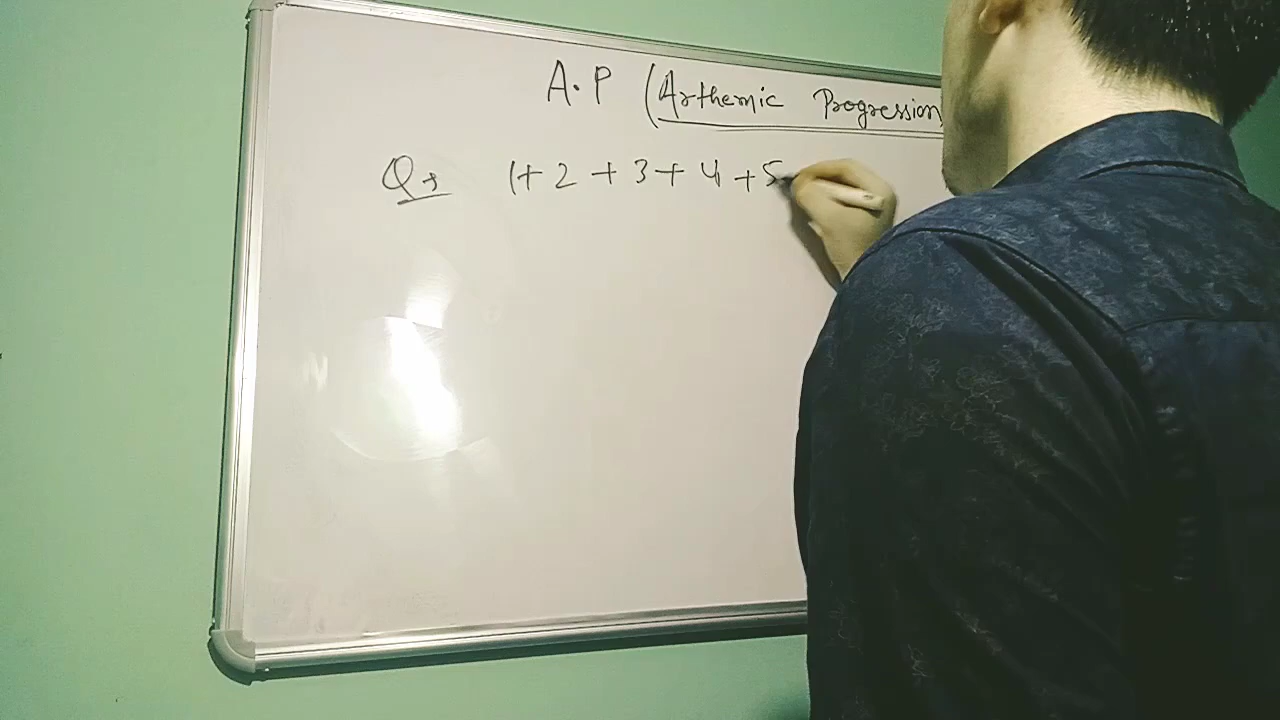 A.P (Arthemic Progression
Q→ 1+ 2 + 3 + 4 + 5